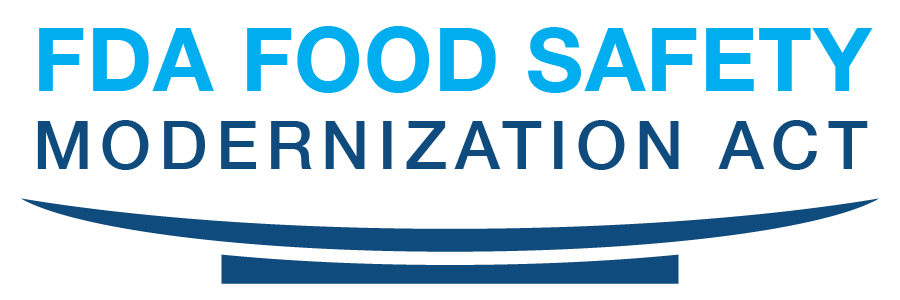 FDA FOOD SAFETY
MODERNIZATION ACT